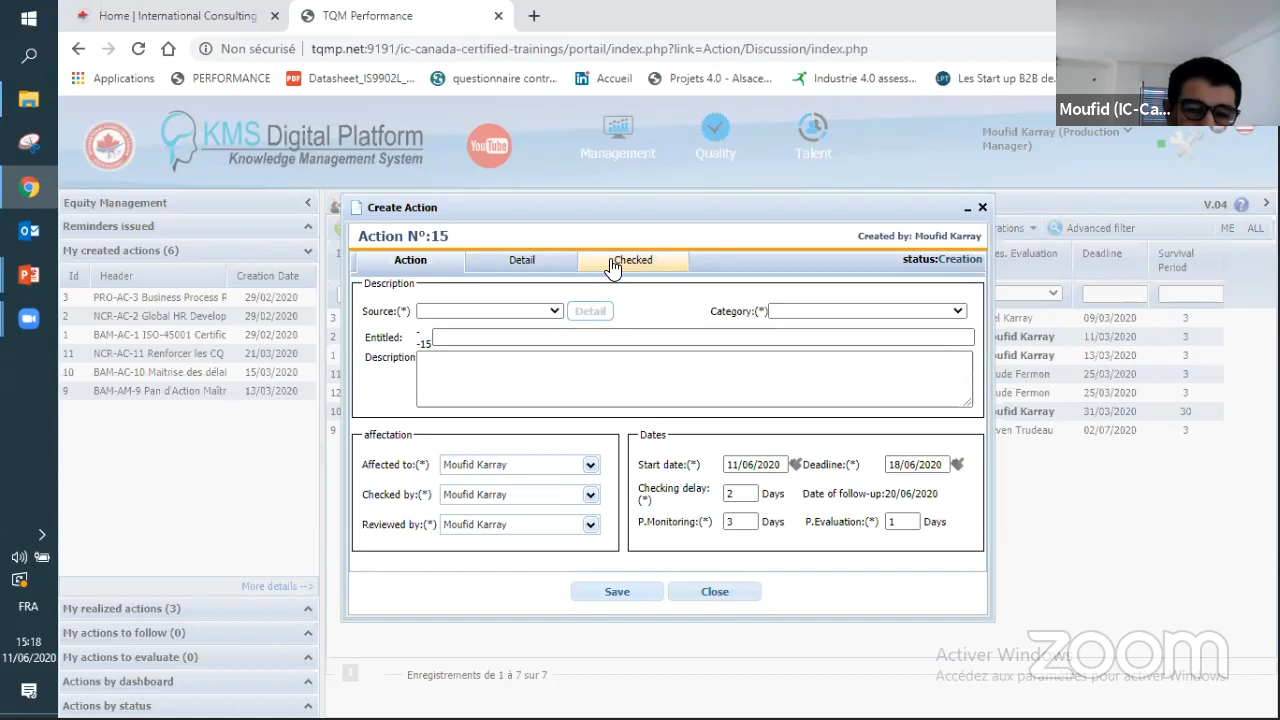 Home | International Consulting
TQM Performance
Non sécurisé
tqmp.net:9191/ic-canada-certified-trainings/portail/index.php?link=Action/Discussion/index.php
Applications
PERFORMANCE
PDF
Datasheet_IS9902L_...
questionnaire contr...
in
Accueil
Projets 4.0 - Alsace...
Industrie 4.0 assess...
LPT
Les Start up B2B de...
Moufid (IC-Ca...
KMS Digital Platform
Knowledge Management System
YouTube
Management
Quality
Talent
Moufid Karray (Production Manager)
Equity Management
Reminders issued
My created actions (6)
Id Header Creation Date
3 PRO-AC-3 Business Process R 29/02/2020
2 NCR-AC-2 Global HR Develop 29/02/2020
1 BAM-AC-1 ISO-45001 Certific 29/02/2020
11 NCR-AC-11 Renforcer les CQ 21/03/2020
10 BAM-AC-10 Maitrise des délai 15/03/2020
9 BAM-AM-9 Pan d'Action Maîtr 13/03/2020
More details -->
My realized actions (3)
My actions to follow (0)
My actions to evaluate (0)
Actions by dashboard
Actions by status
Create Action
Action Nº:15
Created by: Moufid Karray
Action
Detail
Checked
status:Creation
Description
Source:(*)
Detail
Category:(*)
Entitled:
-
-15
Description
affectation
Affected to:(*) Moufid Karray
Checked by:(*) Moufid Karray
Reviewed by:(*) Moufid Karray
Dates
Start date:(*) 11/06/2020 Deadline:(*) 18/06/2020
Checking delay:(*) 2 Days Date of follow-up:20/06/2020
P.Monitoring:(*) 3 Days P.Evaluation:(*) 1 Days
Save
Close
V.04
Advanced filter
ME
ALL
Evaluation Deadline Survival Period
Karray 09/03/2020 3
11/03/2020 3
13/03/2020 3
Fermon 25/03/2020 3
Fermon 25/03/2020 3
31/03/2020 30
Trudeau 02/07/2020 3
1
Enregistrements de 1 à 7 sur 7
Activer Windows
Accédez aux paramètres pour activer Windows.
zoom
FRA
15:18
11/06/2020